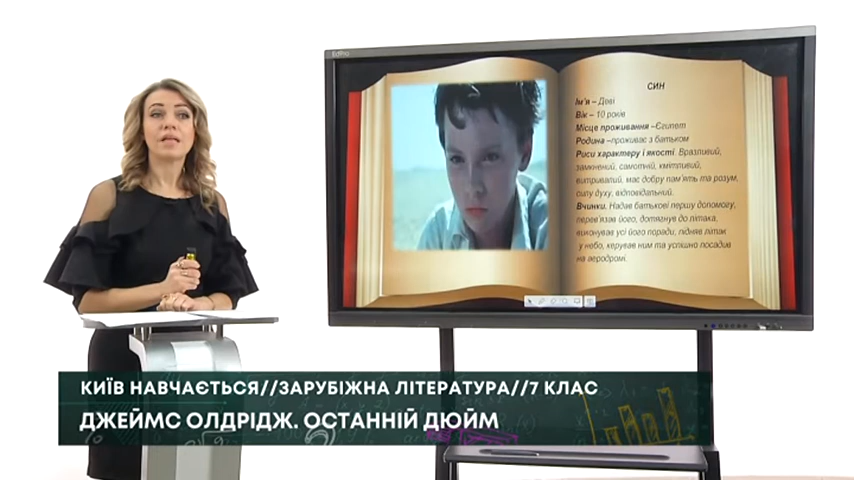 EdPro
СИН
Ім'я – Деві
Вік – 10 років
Місце проживання –Єгипет
Родина –проживає з батьком
Риси характеру і якості. Вразливий,
замкнений, самотній, кмітливий,
витривалий, має добру пам'ять та розум,
силу духу, відповідальний.
Вчинки. Надав батькові першу допомогу,
перев'язав його, дотягнув до літака,
виконував усі його поради, підняв літак
у небо, керував ним та успішно посадив
на аеродромі.
КИЇВ НАВЧАЄТЬСЯ//ЗАРУБІЖНА ЛІТЕРАТУРА//7 КЛАС
ДЖЕЙМС ОЛДРІДЖ. ОСТАННІЙ ДЮЙМ